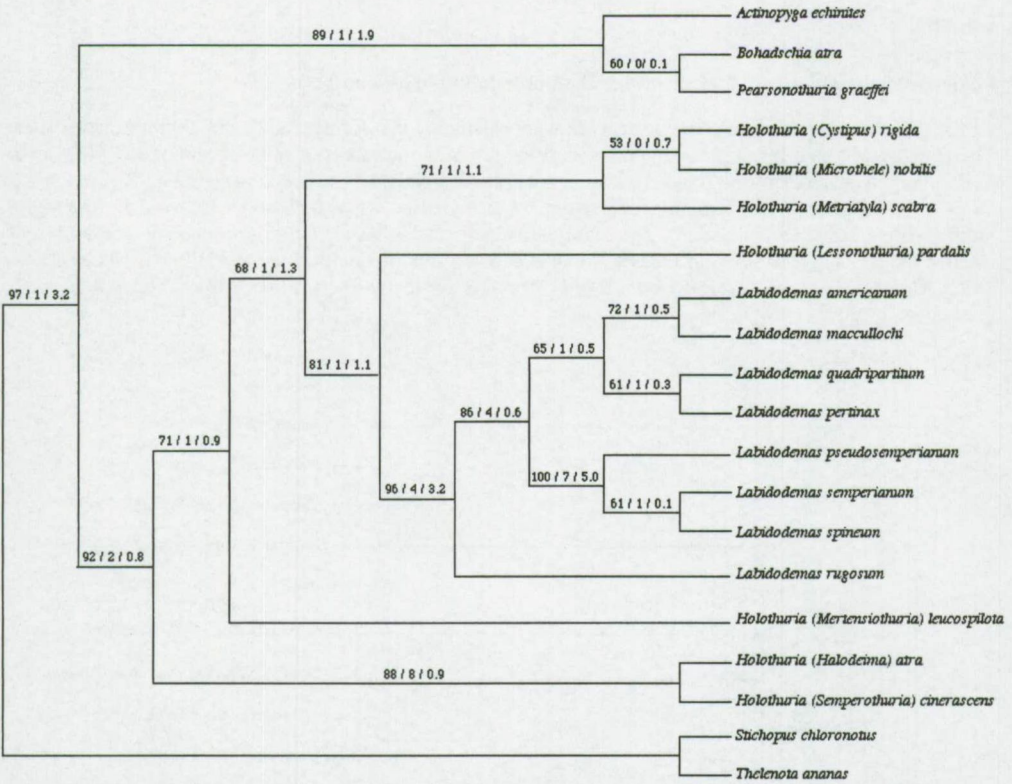 89 / 1 / 1.9
Actinopyga echinites
60 / 0/ 0.1
Bohadschia atra
Pearsonothuria graeffei
53 / 0 / 0.7
Holothuria (Cystipus) rigida
Holothuria (Microthele) nobilis
71 / 1 / 1.1
Holothuria (Metriatyla) scabra
68 / 1 / 1.3
Holothuria (Lessonothuria) pardalis
97 / 1 / 3.2
72 / 1 / 0.5
Labidodemas americanum
Labidodemas maccullochi
81 / 1 / 1.1
65 / 1 / 0.5
61 / 1 / 0.3
Labidodemas quadripartitum
Labidodemas pertinax
86 / 4 / 0.6
71 / 1 / 0.9
Labidodemas pseudosemperianum
96 / 4 / 3.2
100 / 7 / 5.0
61 / 1 / 0.1
Labidodemas semperianum
Labidodemas spineum
92 / 2 / 0.8
Labidodemas rugosum
Holothuria (Mertensiothuria) leucospilota
88 / 8 / 0.9
Holothuria (Halodeima) atra
Holothuria (Semperothuria) cinerascens
Stichopus chloronotus
Thelenota ananas